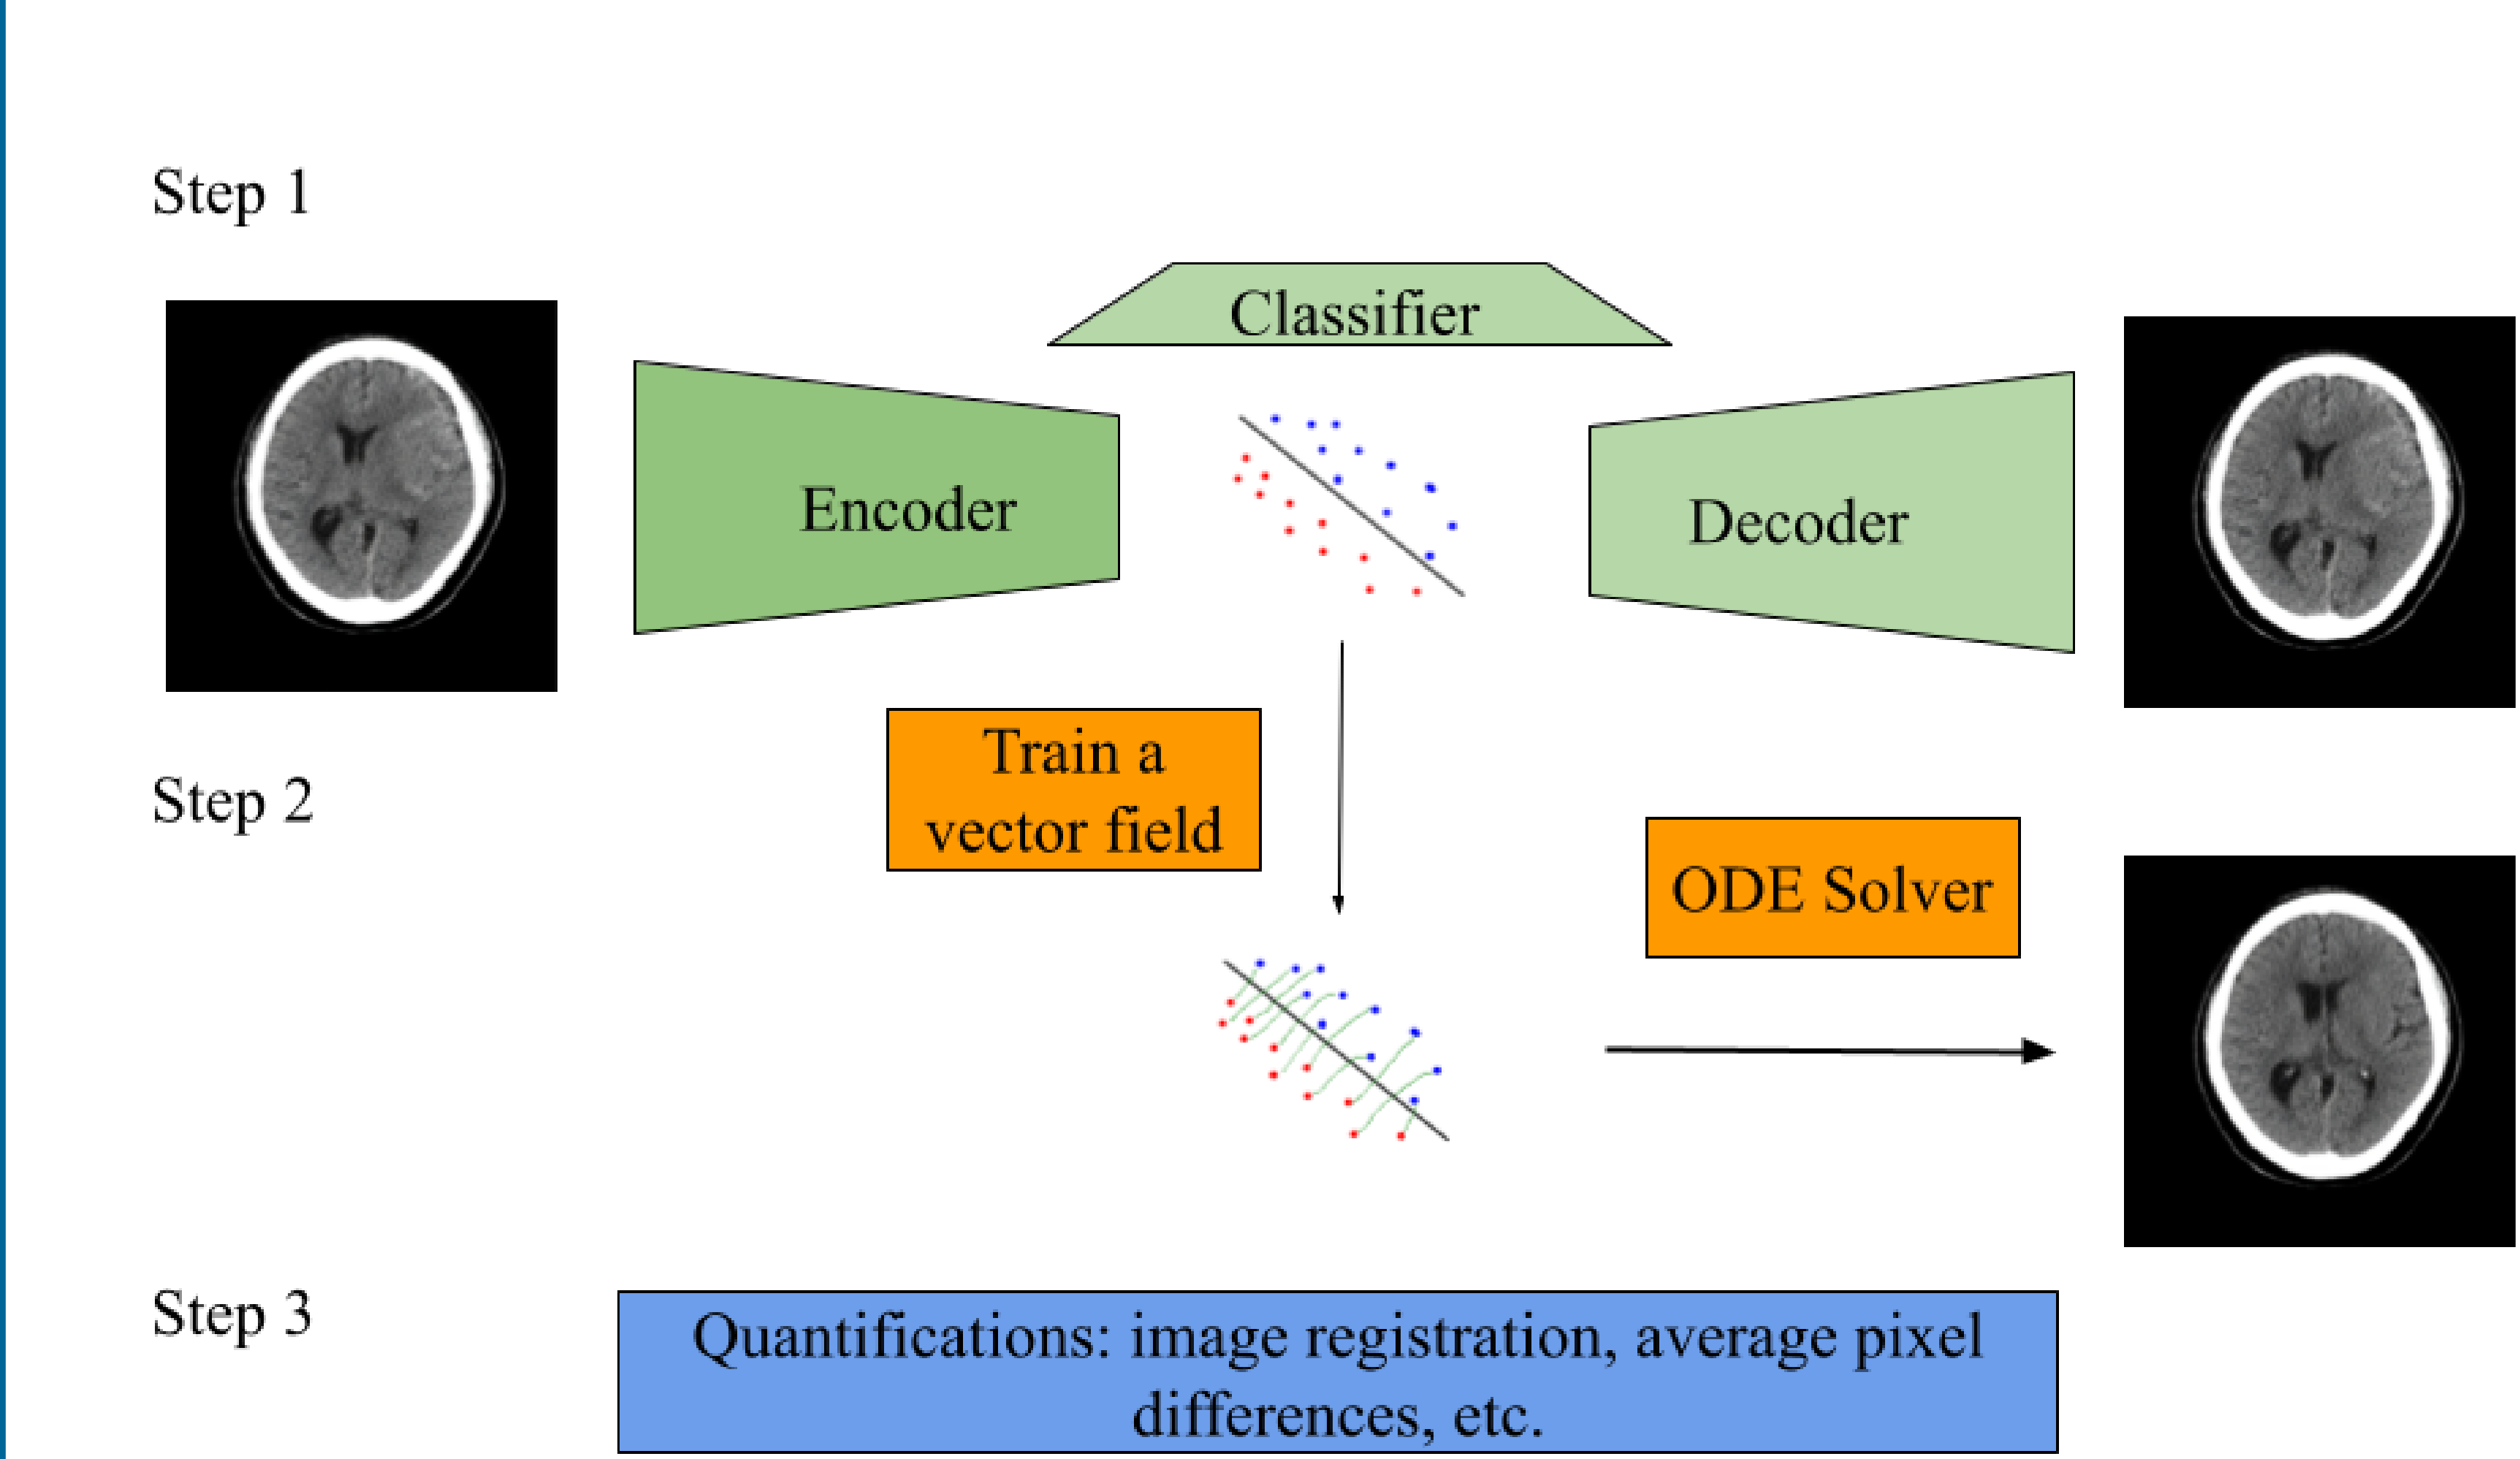 Step 1
Classifier
Encoder
Decoder
Train a
vector field
Step 2
ODE Solver
Step 3
Quantifications: image registration, average pixel
differences, etc.